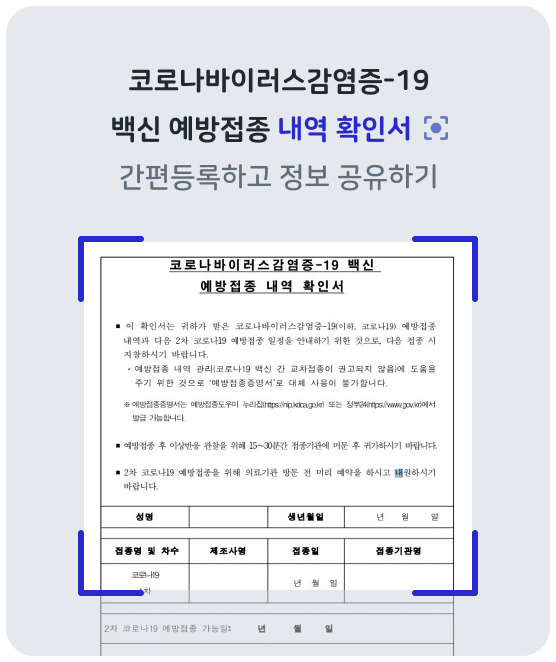 코로나바이러스감염증-19
백신 예방접종 내역 확인서
간편등록하고 정보 공유하기
코로나바이러스감염증-19 백신
예방접종 내역 확인서
■ 이 확인서는 귀하가 받은 코로나바이러스감염증-19(이하, 코로나19) 예방접종
내역과 다음 2차 코로나19 예방접종 일정을 안내하기 위한 것으로, 다음 접종 시
지참하시기 바랍니다.
・예방접종 내역 관리(코로나19 백신 간 교차접종이 권고되지 않음)에 도움을
주기 위한 것으로 '예방접종증명서'로 대체 사용이 불가합니다.
※ 예방접종증명서는 예방접종도우미 누리집(https://nip.kdca.go.kr) 또는 정부24(https://www.gov.kr)에서
발급 가능합니다.
■ 예방접종 후 이상반응 관찰을 위해 15~30분간 접종기관에 머문 후 귀가하시기 바랍니다.
■ 2차 코로나19 예방접종을 위해 의료기관 방문 전 미리 예약을 하시고 내원하시기
바랍니다.
성명 생년월일 년 월 일
접종명 및 차수 제조사명 접종일 접종기관명
코로나19
1차 년 월 일
2차 코로나19 예방접종 가능일: 년 월 일